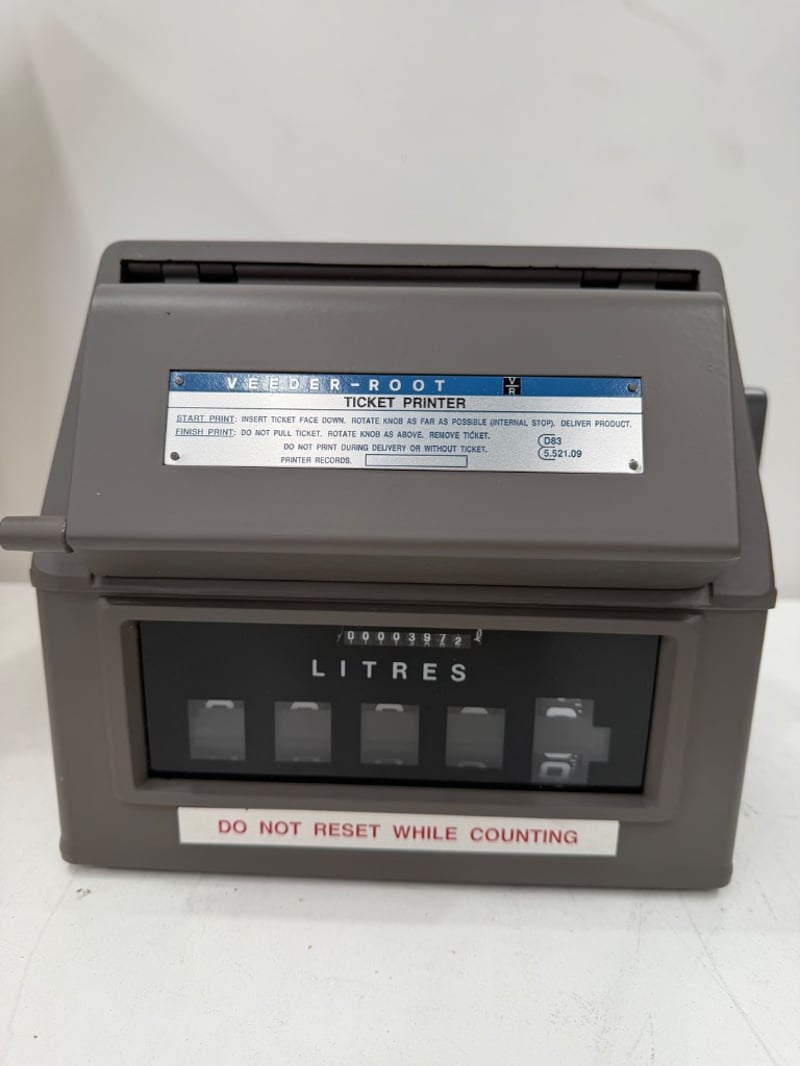 VEEDER-ROOT V R
TICKET PRINTER
START PRINT: INSERT TICKET FACE DOWN. ROTATE KNOB AS FAR AS POSSIBLE (INTERNAL STOP). DELIVER PRODUCT.
FINISH PRINT: DO NOT PULL TICKET. ROTATE KNOB AS ABOVE. REMOVE TICKET.
D83
DO NOT PRINT DURING DELIVERY OR WITHOUT TICKET.
5.521.09
PRINTER RECORDS.
00003972 ℓ
LITRES
DO NOT RESET WHILE COUNTING